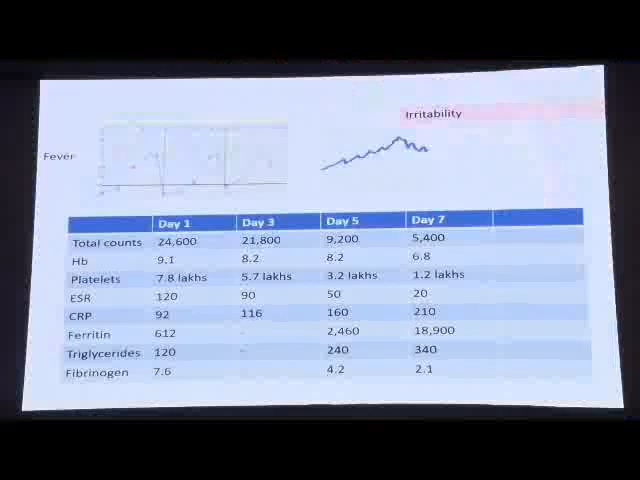 Irritability
Fever
Day 1 Day 3 Day 5 Day 7
Total counts 24,600 21,800 9,200 5,400
Hb 9.1 8.2 8.2 6.8
Platelets 7.8 lakhs 5.7 lakhs 3.2 lakhs 1.2 lakhs
ESR 120 90 50 20
CRP 92 116 160 210
Ferritin 612 - 2,460 18,900
Triglycerides 120 - 240 340
Fibrinogen 7.6 4.2 2.1